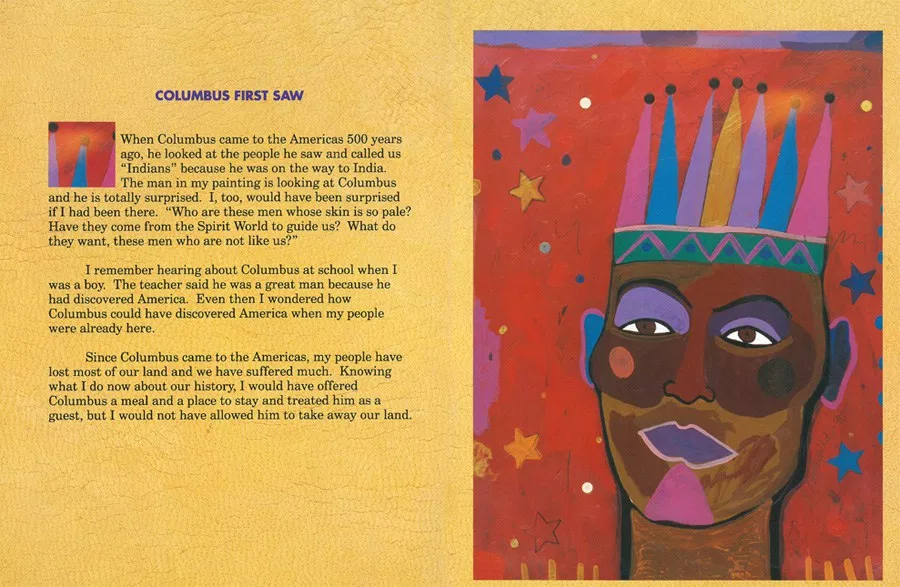 COLUMBUS FIRST SAW
When Columbus came to the Americas 500 years
ago, he looked at the people he saw and called us
“Indians” because he was on the way to India.
The man in my painting is looking at Columbus
and he is totally surprised.  I, too, would have been surprised
if I had been there.  “Who are these men whose skin is so pale?
Have they come from the Spirit World to guide us?  What do
they want, these men who are not like us?”
I remember hearing about Columbus at school when I
was a boy.  The teacher said he was a great man because he
had discovered America.  Even then I wondered how
Columbus could have discovered America when my people
were already here.
Since Columbus came to the Americas, my people have
lost most of our land and we have suffered much.  Knowing
what I do now about our history, I would have offered
Columbus a meal and a place to stay and treated him as a
guest, but I would not have allowed him to take away our land.